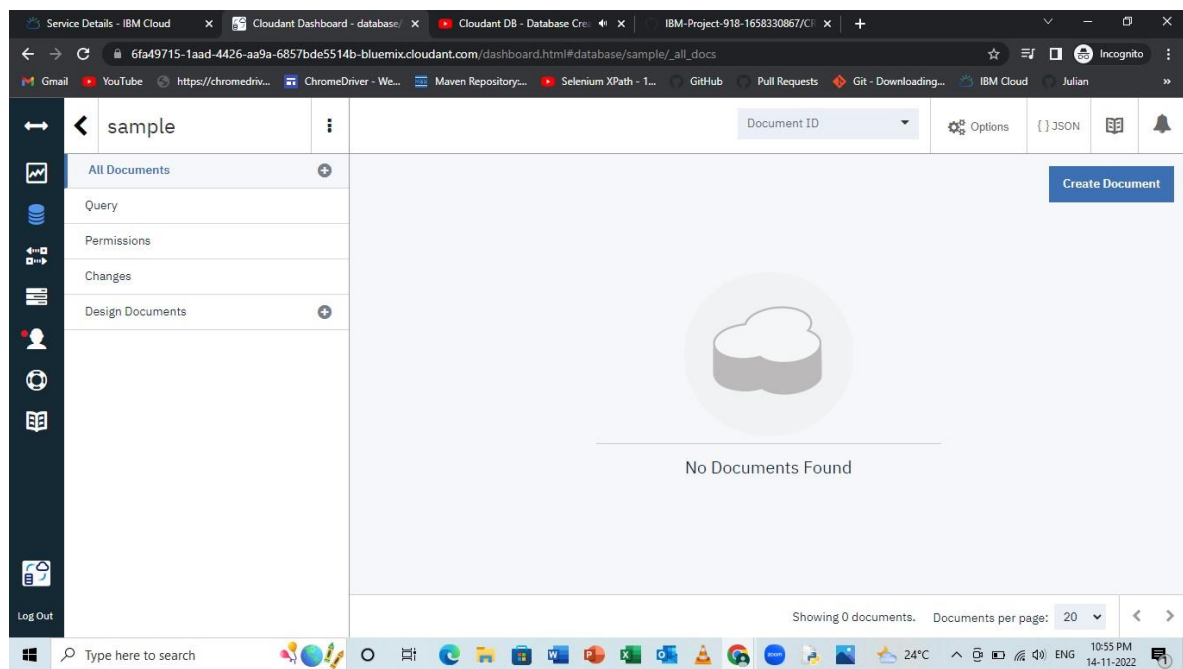 Service Details - IBM Cloud
Cloudant Dashboard - database/
Cloudant DB - Database Cre
IBM-Project-918-1658330867/CF
6fa49715-1aad-4426-aa9a-6857bde5514b-bluemix.cloudant.com/dashboard.html#database/sample/_all_docs
Incognito
Gmail
YouTube
https://chromedriv...
ChromeDriver - We...
Maven Repository:...
Selenium XPath - 1...
GitHub
Pull Requests
Git - Downloading...
IBM Cloud
Julian
»
sample
Document ID
Options
{ } JSON
All Documents
Create Document
Query
Permissions
Changes
Design Documents
No Documents Found
Log Out
Showing 0 documents.
Documents per page: 20
Type here to search
24°C
ENG
10:55 PM
14-11-2022